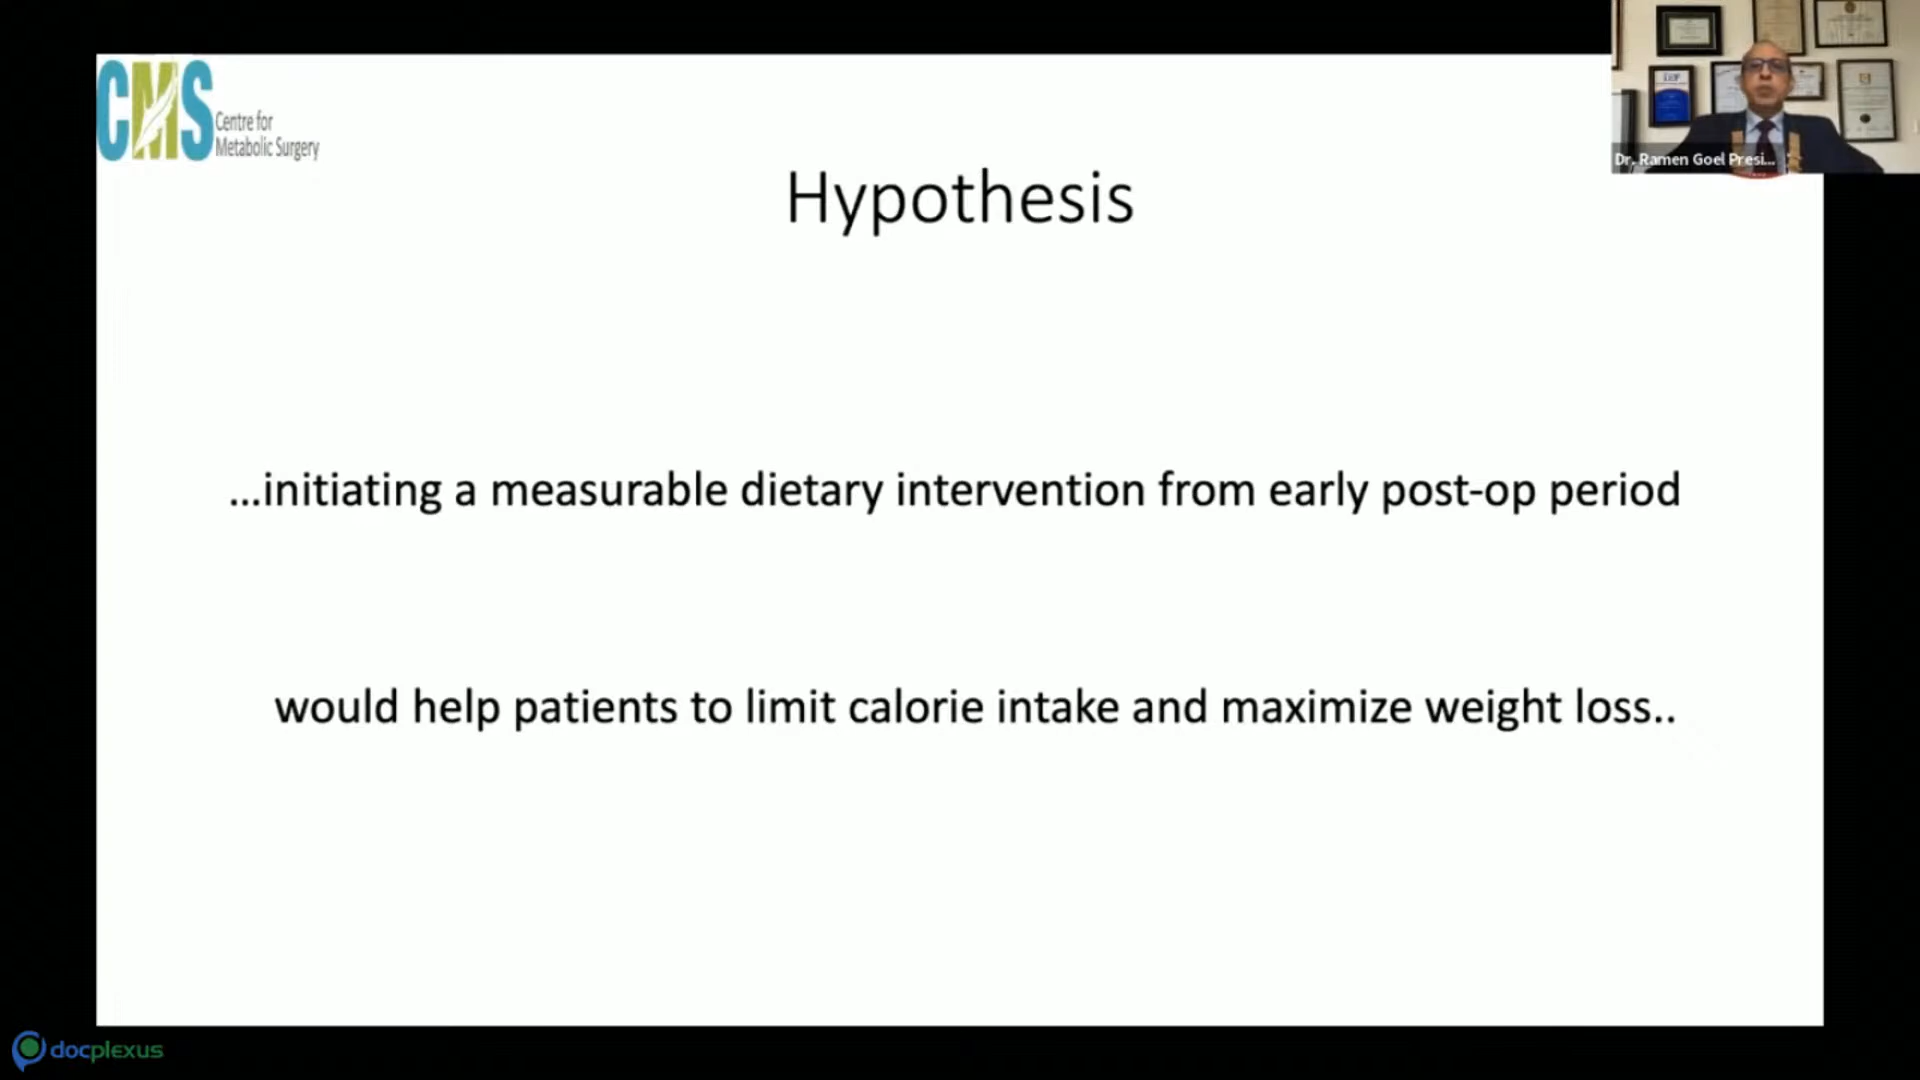 CMS
Centre for
Metabolic Surgery
Dr. Ramen Goel Presi...
Hypothesis
...initiating a measurable dietary intervention from early post-op period
would help patients to limit calorie intake and maximize weight loss..
docplexus